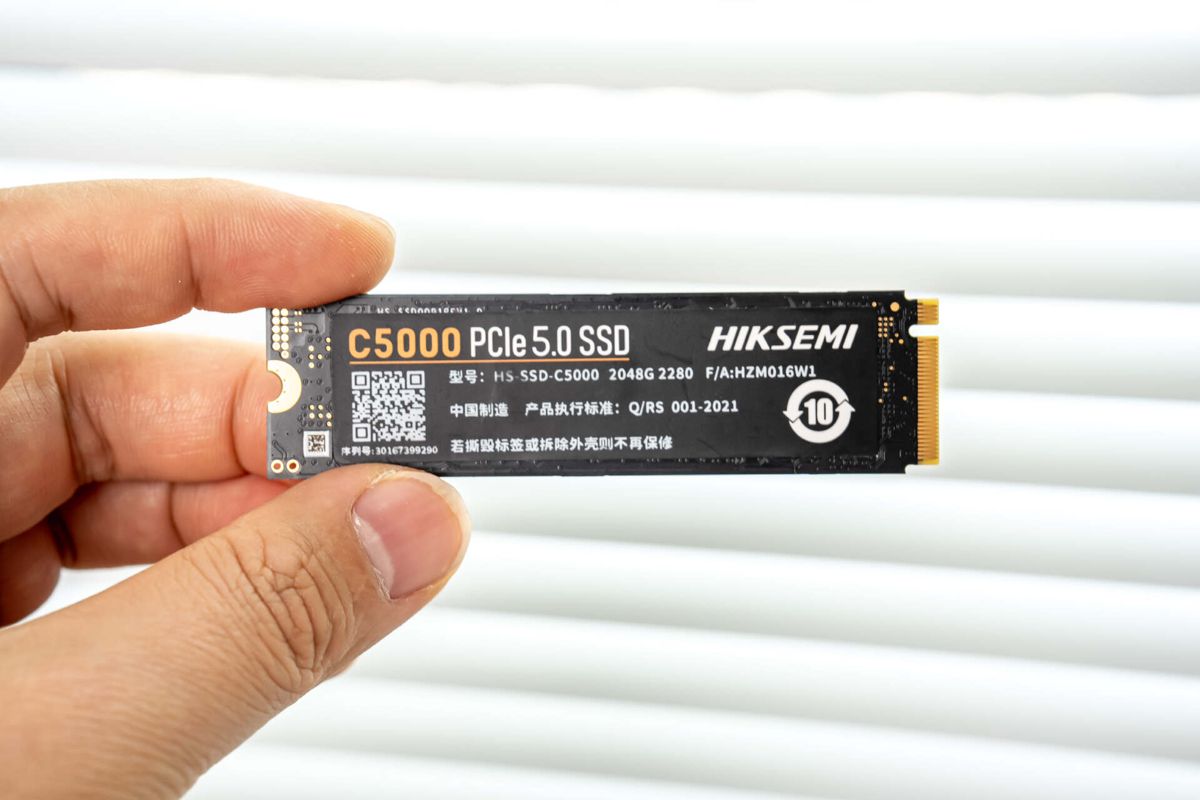 C5000 PCIe 5.0 SSD
HIKSEMI
型号：HS-SSD-C5000 2048G 2280 F/A:HZM016W1
中国制造 产品执行标准：Q/RS 001-2021
10
若撕毁标签或拆除外壳则不再保修
序列号:30167399290